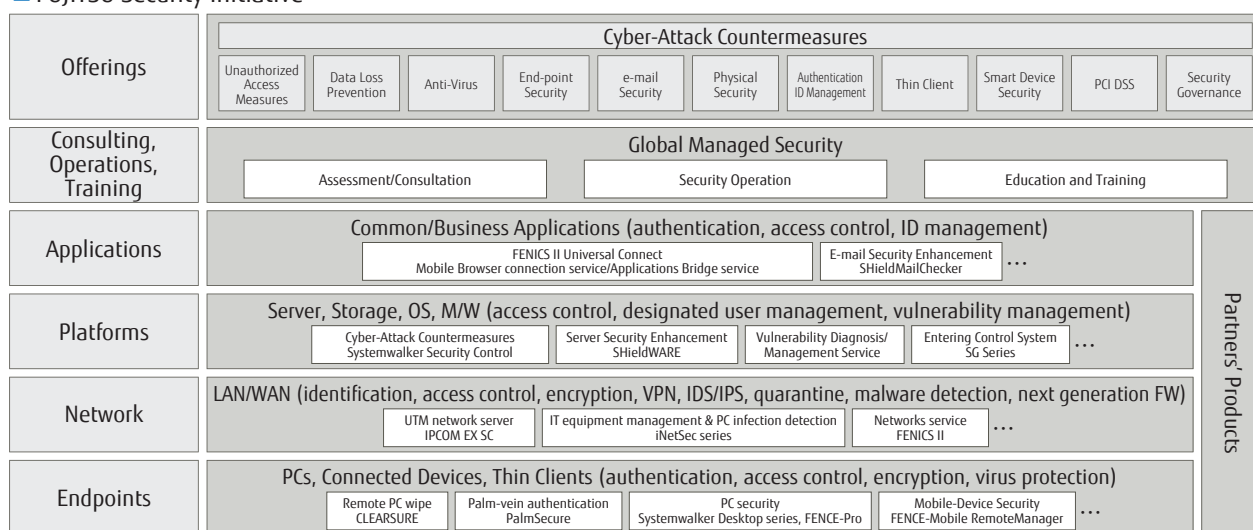 FUJITSU Security Initiative
Offerings
Cyber-Attack Countermeasures
Unauthorized
Access
Measures
Data Loss
Prevention
Anti-Virus
End-point
Security
e-mail
Security
Physical
Security
Authentication
ID Management
Thin Client
Smart Device
Security
PCI DSS
Security
Governance
Consulting,
Operations,
Training
Global Managed Security
Assessment/Consultation
Security Operation
Education and Training
Applications
Common/Business Applications (authentication, access control, ID management)
FENICS II Universal Connect
Mobile Browser connection service/Applications Bridge service
E-mail Security Enhancement
SHieldMailChecker
...
Platforms
Server, Storage, OS, M/W (access control, designated user management, vulnerability management)
Cyber-Attack Countermeasures
Systemwalker Security Control
Server Security Enhancement
SHieldWARE
Vulnerability Diagnosis/
Management Service
Entering Control System
SG Series
...
Network
LAN/WAN (identification, access control, encryption, VPN, IDS/IPS, quarantine, malware detection, next generation FW)
UTM network server
IPCOM EX SC
IT equipment management & PC infection detection
iNetSec series
Networks service
FENICS II
...
Endpoints
PCs, Connected Devices, Thin Clients (authentication, access control, encryption, virus protection)
Remote PC wipe
CLEARSURE
Palm-vein authentication
PalmSecure
PC security
Systemwalker Desktop series, FENCE-Pro
Mobile-Device Security
FENCE-Mobile RemoteManager
...
Partners' Products